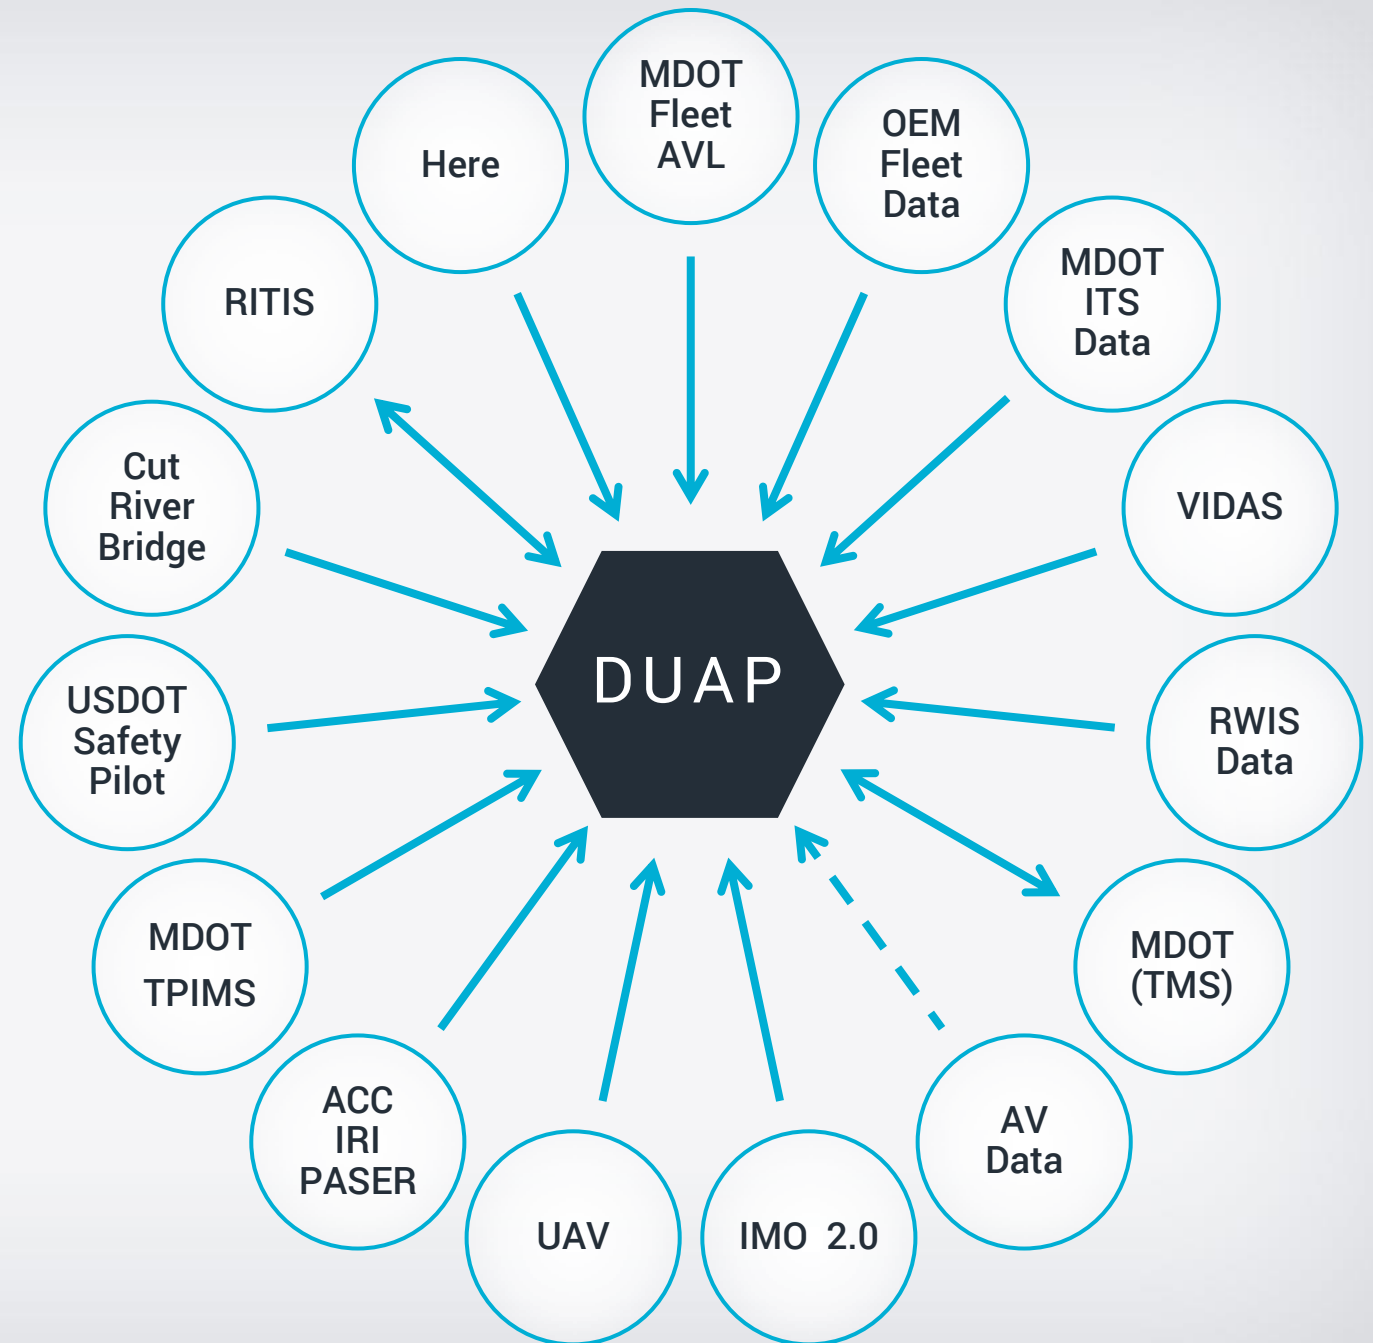 MDOT
Fleet
AVL
OEM
Fleet
Data
MDOT
ITS
Data
VIDAS
RWIS
Data
MDOT
(TMS)
AV
Data
IMO 2.0
UAV
ACC
IRI
PASER
MDOT
TPIMS
USDOT
Safety
Pilot
Cut
River
Bridge
RITIS
Here
DUAP